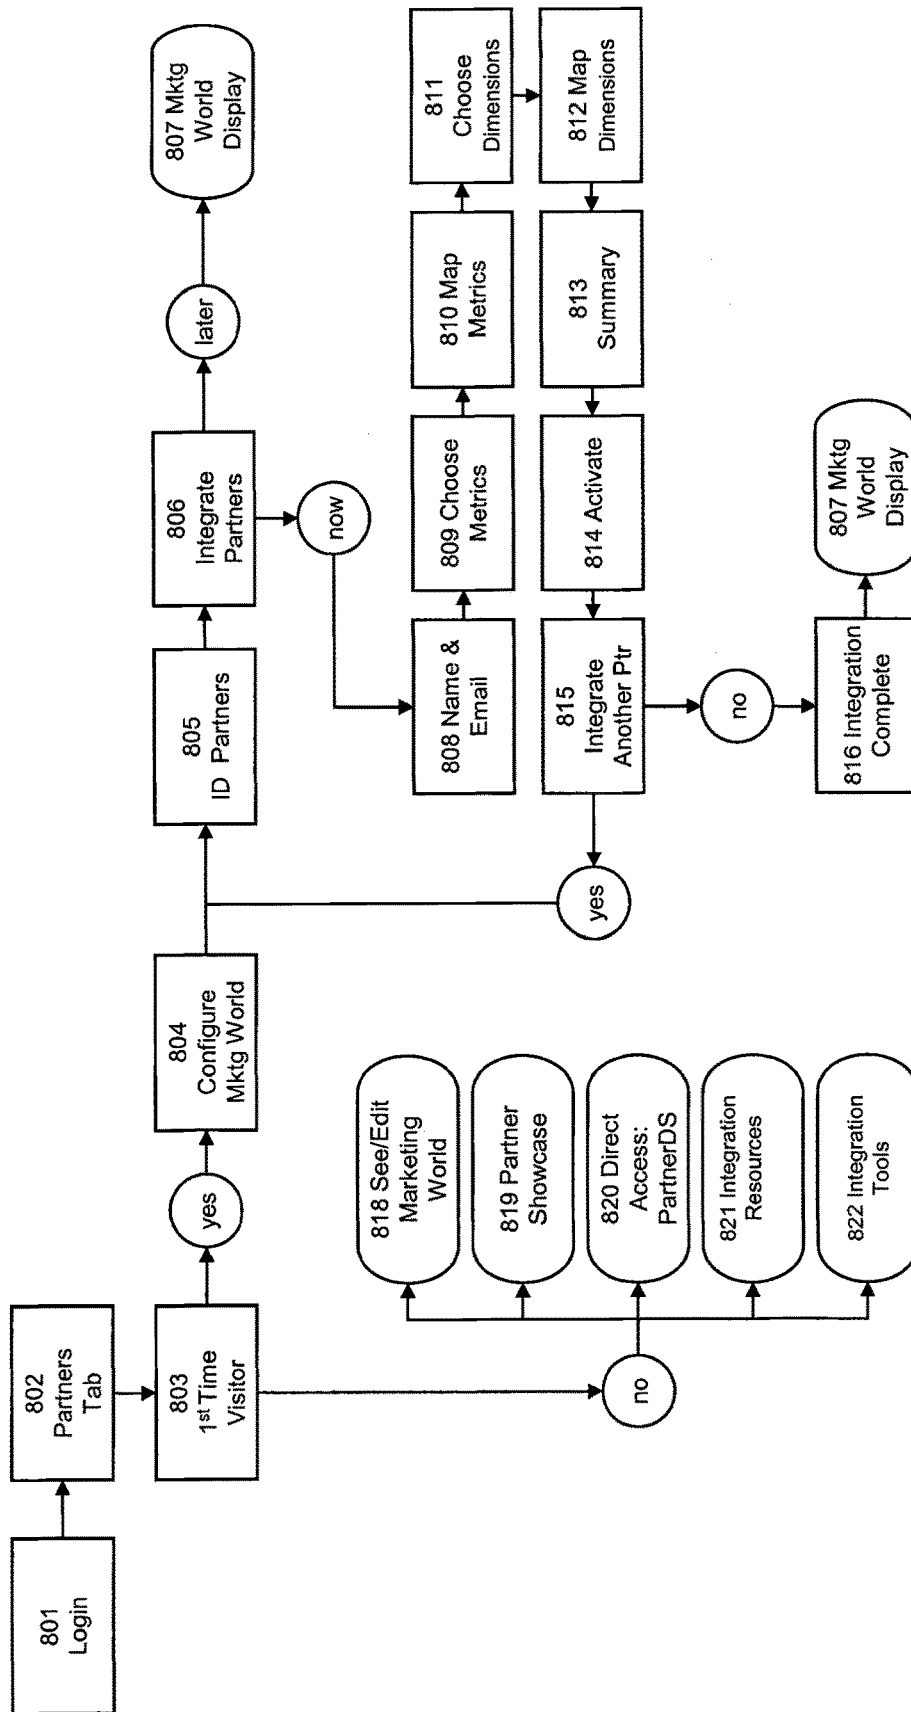 801
Login
802
Partners
Tab
803
1st Time
Visitor
yes
804
Configure
Mktg World
805
ID Partners
806
Integrate
Partners
later
807 Mktg
World
Display
now
808 Name &
Email
809 Choose
Metrics
810 Map
Metrics
811
Choose
Dimensions
812 Map
Dimensions
813
Summary
814 Activate
815
Integrate
Another Ptr
yes
no
816 Integration
Complete
807 Mktg
World
Display
no
818 See/Edit
Marketing
World
819 Partner
Showcase
820 Direct
Access:
PartnerDS
821 Integration
Resources
822 Integration
Tools